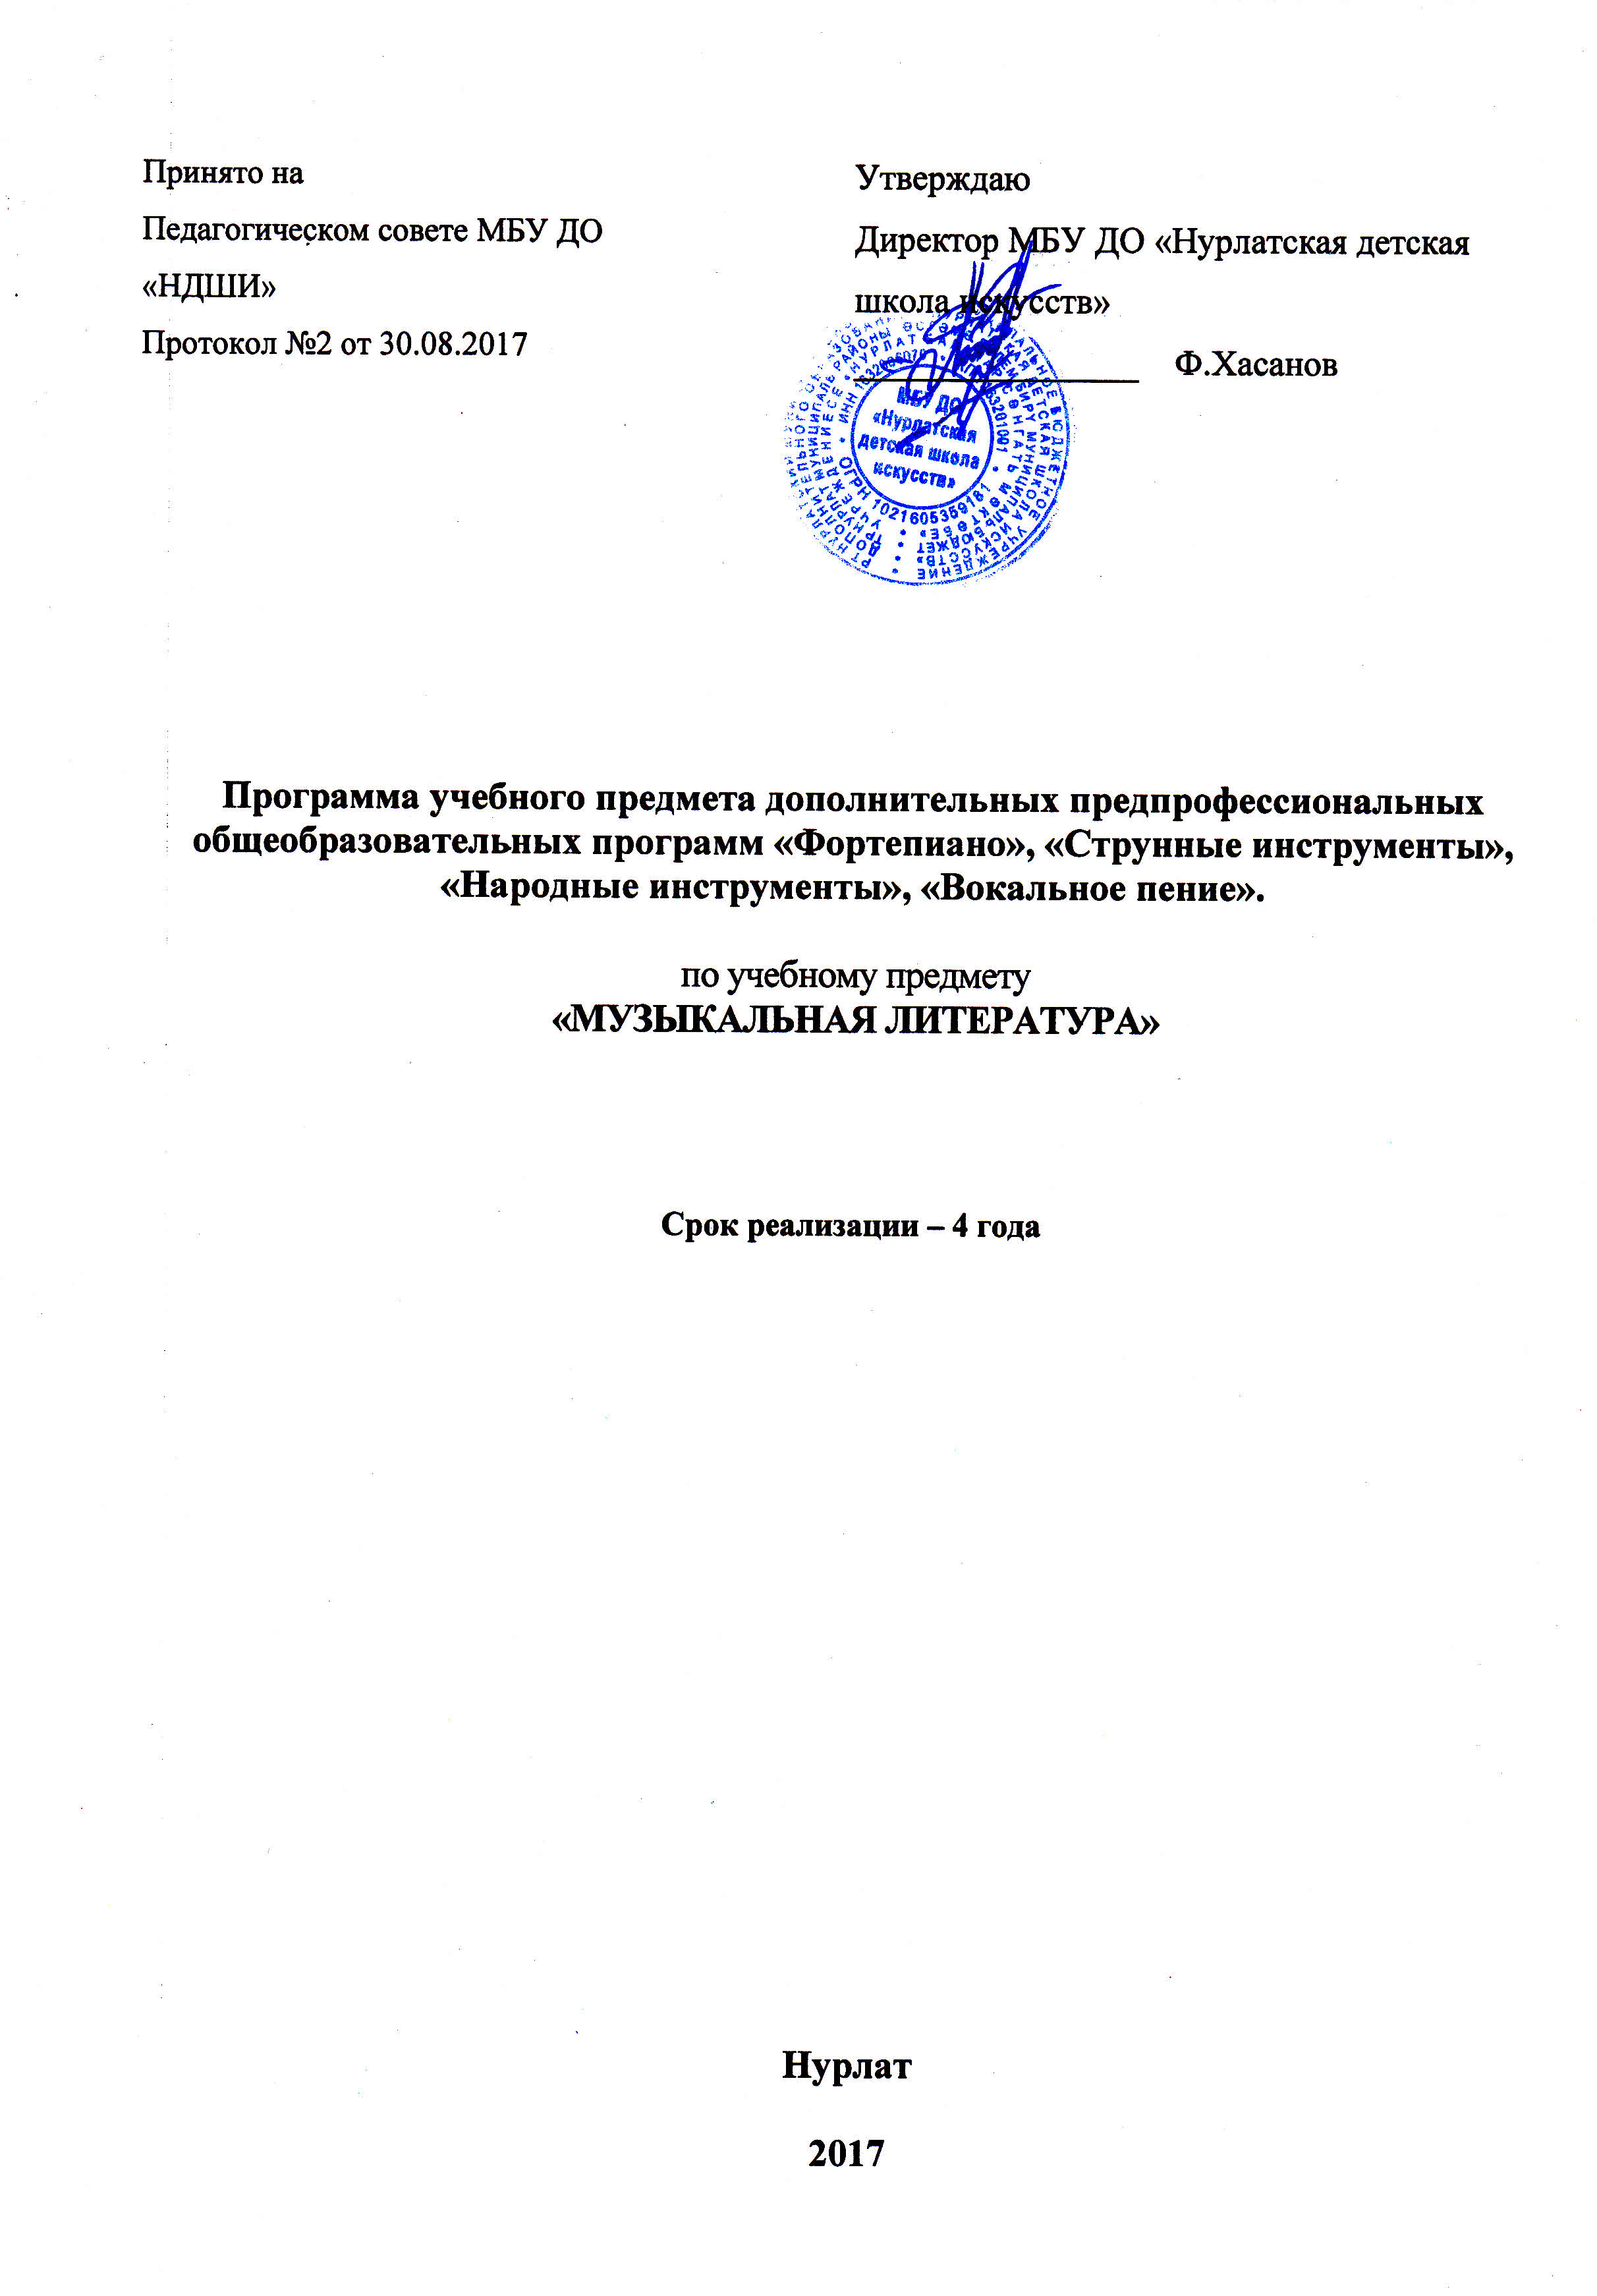 Принято на
Педагогическом совете МБУ ДО
«НДШИ»
Протокол №2 от 30.08.2017
Утверждаю
Директор МБУ ДО «Нурлатская детская
школа искусств»
Ф.Хасанов
МБУ ДО
«Нурлатская
детская школа
искусств»
ОГРН 1021605359181
Программа учебного предмета дополнительных предпрофессиональных
общеобразовательных программ «Фортепиано», «Струнные инструменты»,
«Народные инструменты», «Вокальное пение».
по учебному предмету
«МУЗЫКАЛЬНАЯ ЛИТЕРАТУРА»
Срок реализации – 4 года
Нурлат
2017